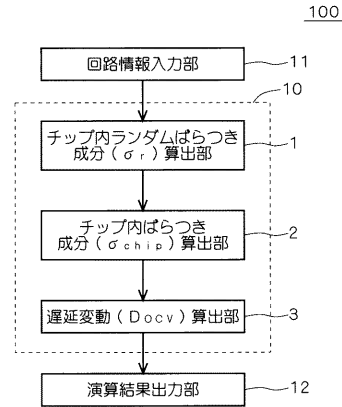 100
回路情報入力部
11
10
チップ内ランダムばらつき
成分(σr)算出部
1
チップ内ばらつき
成分(σchip)算出部
2
遅延変動(Docv)算出部
3
演算結果出力部
12